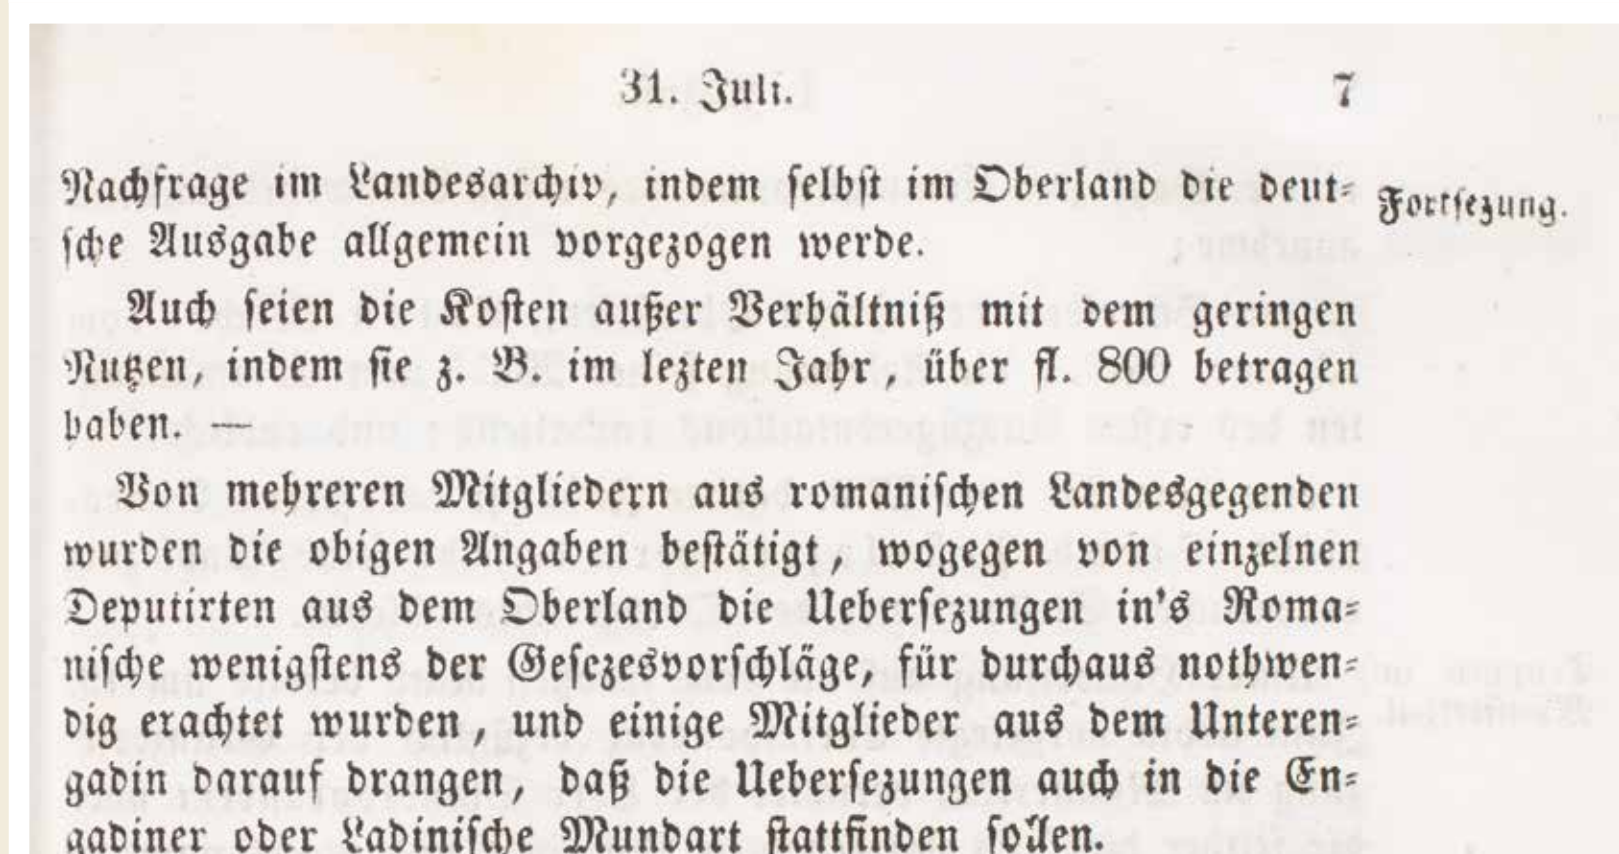 31. Juli. 7
Nachfrage im Landesarchiv, indem selbst im Oberland die deut= Fortsezung.
sche Ausgabe allgemein vorgezogen werde.
Auch seien die Kosten außer Verhältniß mit dem geringen
Nutzen, indem sie z. B. im lezten Jahr, über fl. 800 betragen
haben. —
Von mehreren Mitgliedern aus romanischen Landesgegenden
wurden die obigen Angaben bestätigt, wogegen von einzelnen
Deputirten aus dem Oberland die Uebersezungen in's Roma=
nische wenigstens der Gesezesvorschläge, für durchaus nothwen=
dig erachtet wurden, und einige Mitglieder aus dem Unteren=
gadin darauf drangen, daß die Uebersezungen auch in die En=
gadiner oder Ladinische Mundart stattfinden sollen.